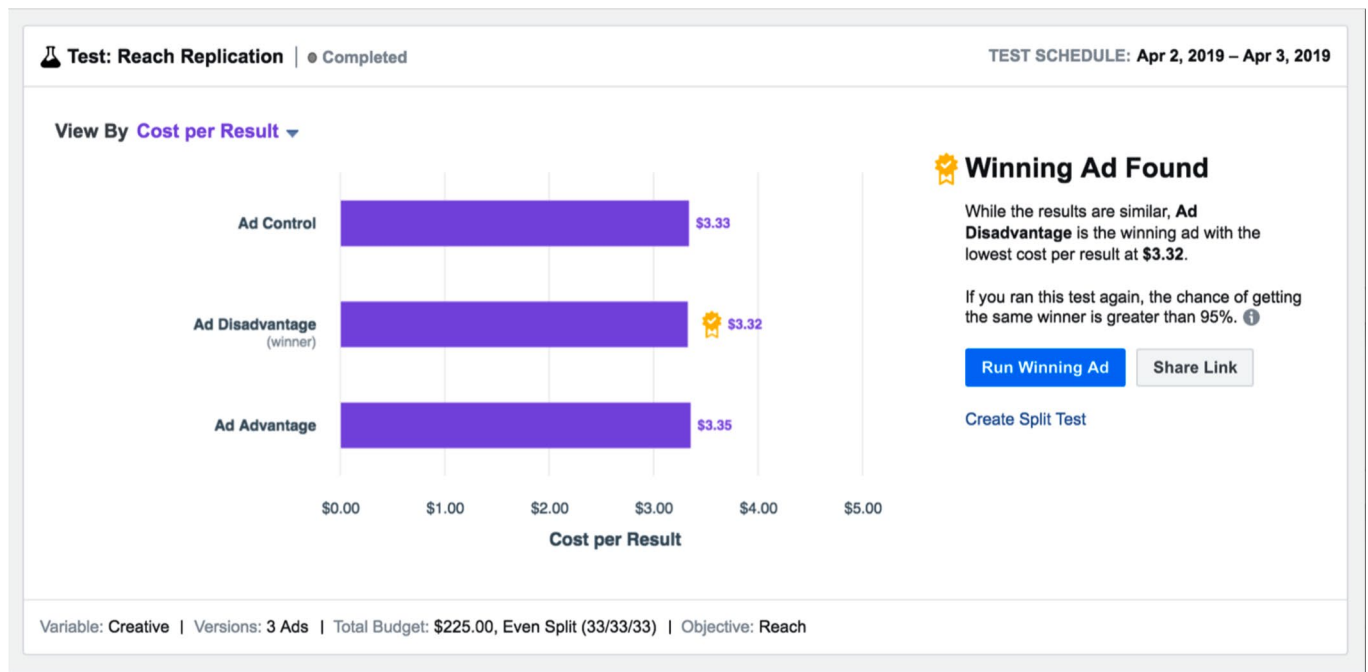 Test: Reach Replication | Completed
TEST SCHEDULE: Apr 2, 2019 – Apr 3, 2019
View By Cost per Result
Ad Control
$3.33
Ad Disadvantage
(winner)
$3.32
Ad Advantage
$3.35
$0.00 $1.00 $2.00 $3.00 $4.00 $5.00
Cost per Result
Winning Ad Found
While the results are similar, Ad
Disadvantage is the winning ad with the
lowest cost per result at $3.32.
If you ran this test again, the chance of getting
the same winner is greater than 95%.
Run Winning Ad
Share Link
Create Split Test
Variable: Creative | Versions: 3 Ads | Total Budget: $225.00, Even Split (33/33/33) | Objective: Reach